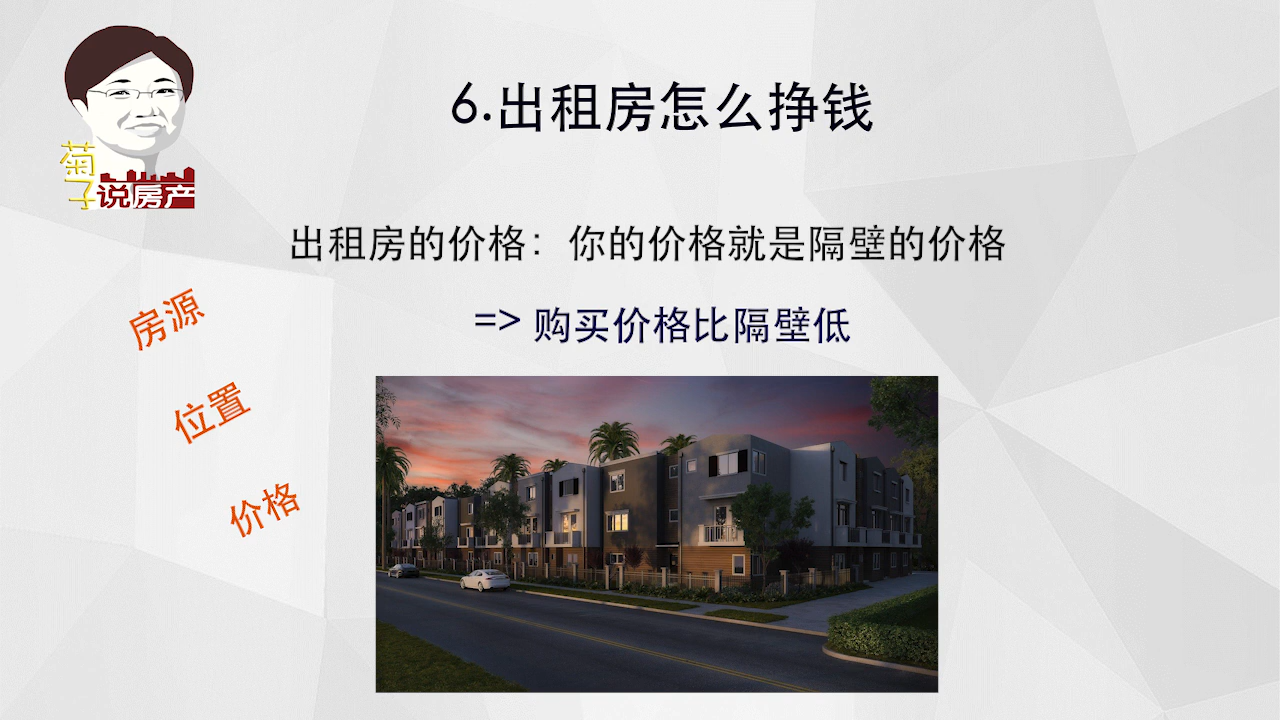 6.出租房怎么挣钱
菊子说房产
出租房的价格：你的价格就是隔壁的价格
=> 购买价格比隔壁低
房源
位置
价格